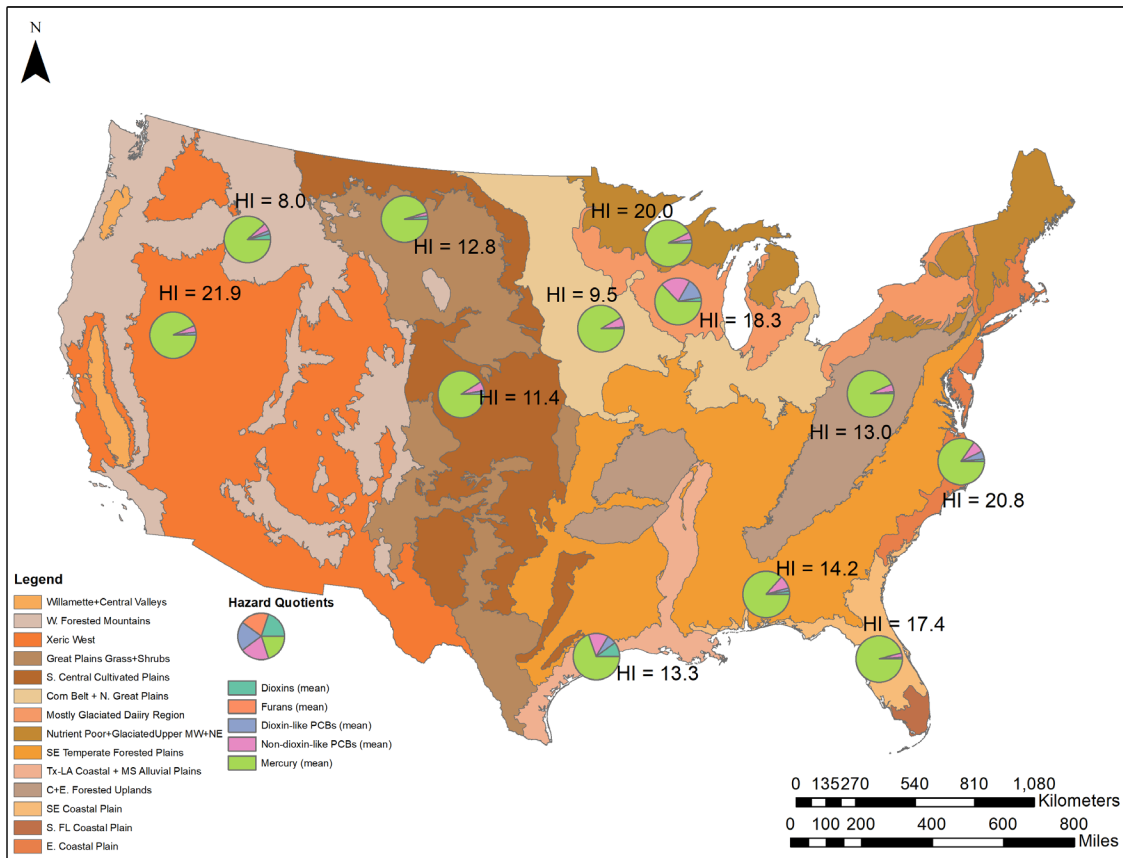 N
HI = 8.0
HI = 20.0
HI = 12.8
HI = 21.9
HI = 9.5
HI = 18.3
HI = 11.4
HI = 13.0
HI = 20.8
HI = 14.2
HI = 17.4
HI = 13.3
Legend
Willamette+Central Valleys
W. Forested Mountains
Xeric West
Great Plains Grass+Shrubs
S. Central Cultivated Plains
Corn Belt + N. Great Plains
Mostly Glaciated Daiiry Region
Nutrient Poor+GlaciatedUpper MW+NE
SE Temperate Forested Plains
Tx-LA Coastal + MS Alluvial Plains
C+E. Forested Uplands
SE Coastal Plain
S. FL Coastal Plain
E. Coastal Plain
Hazard Quotients
Dioxins (mean)
Furans (mean)
Dioxin-like PCBs (mean)
Non-dioxin-like PCBs (mean)
Mercury (mean)
0 135270 540 810 1,080
Kilometers
0 100 200 400 600 800
Miles